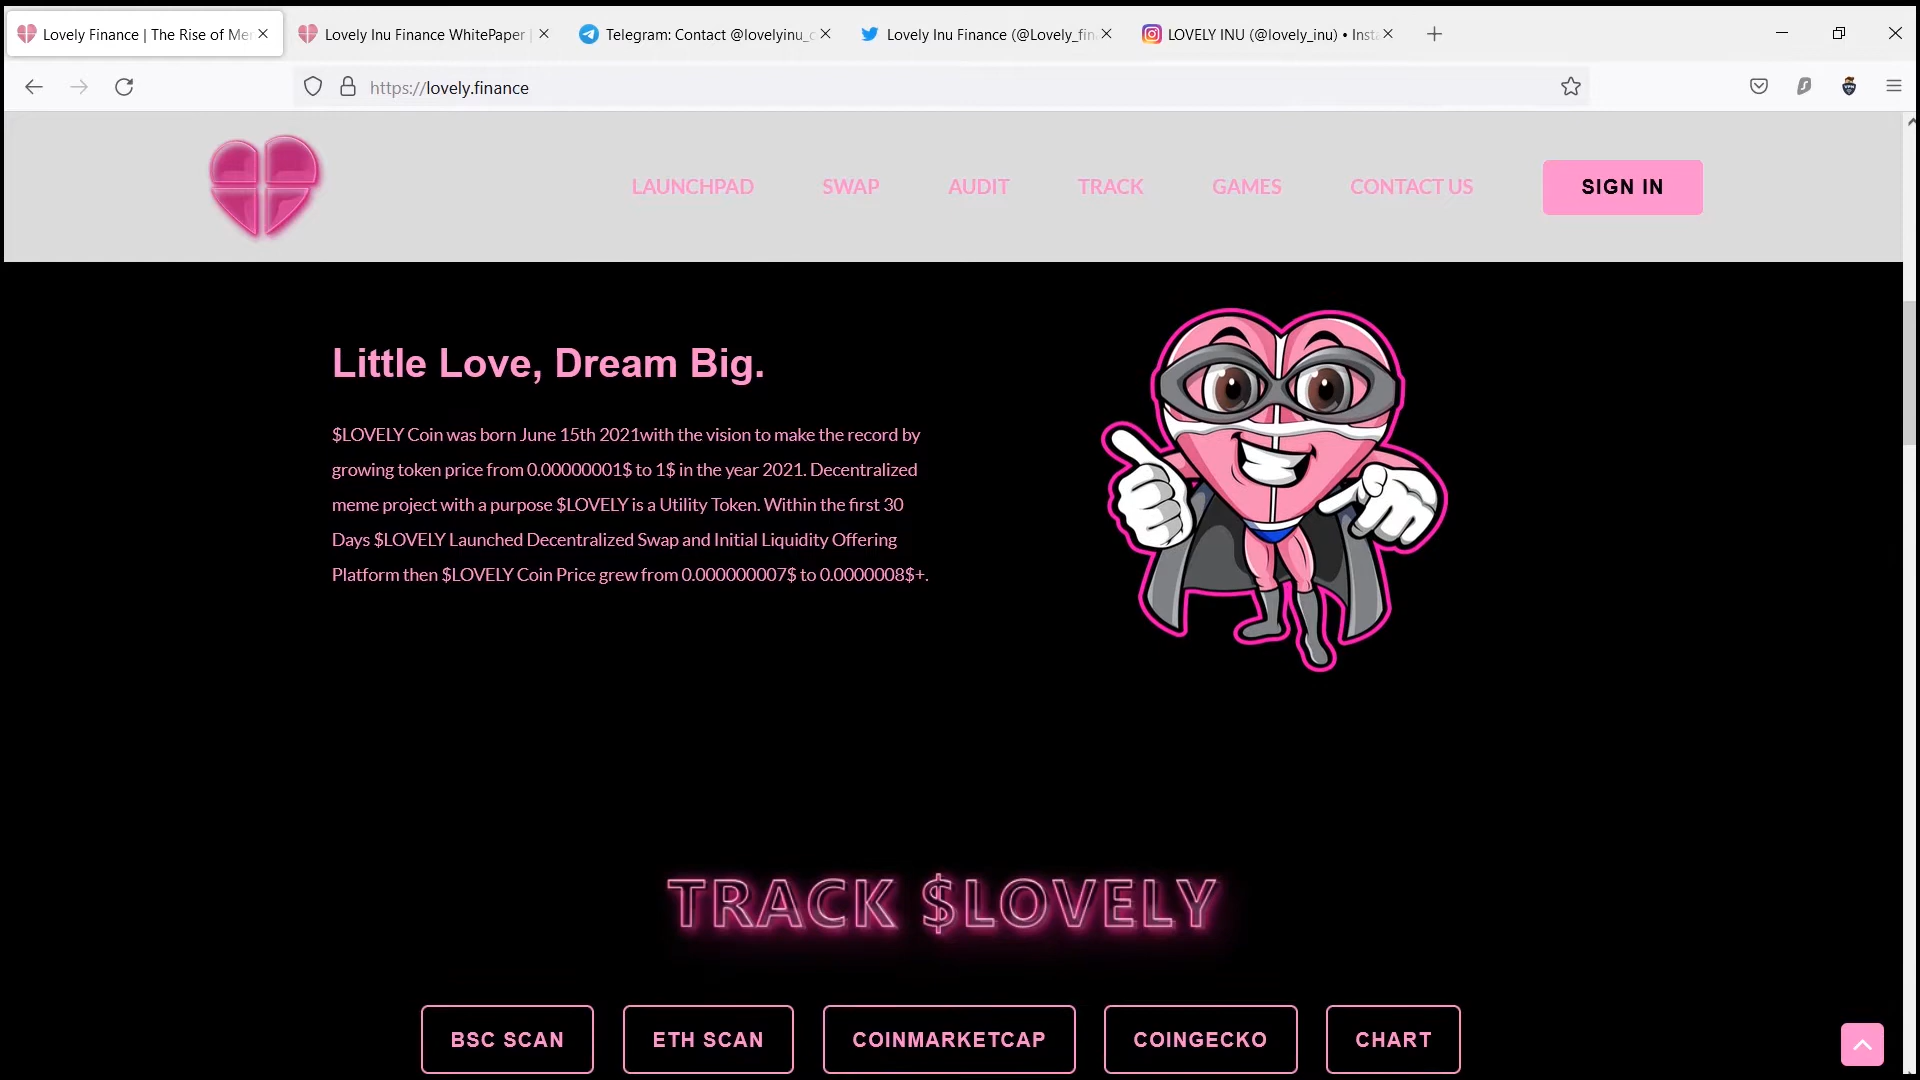 Lovely Finance | The Rise of Me
Lovely Inu Finance WhitePaper |
Telegram: Contact @lovelyinu_c
Lovely Inu Finance (@Lovely_fin
LOVELY INU (@lovely_inu) • Inst
https://lovely.finance
LAUNCHPAD
SWAP
AUDIT
TRACK
GAMES
CONTACT US
SIGN IN
Little Love, Dream Big.
$LOVELY Coin was born June 15th 2021with the vision to make the record by
growing token price from 0.00000001$ to 1$ in the year 2021. Decentralized
meme project with a purpose $LOVELY is a Utility Token. Within the first 30
Days $LOVELY Launched Decentralized Swap and Initial Liquidity Offering
Platform then $LOVELY Coin Price grew from 0.000000007$ to 0.0000008$+.
TRACK $LOVELY
BSC SCAN
ETH SCAN
COINMARKETCAP
COINGECKO
CHART